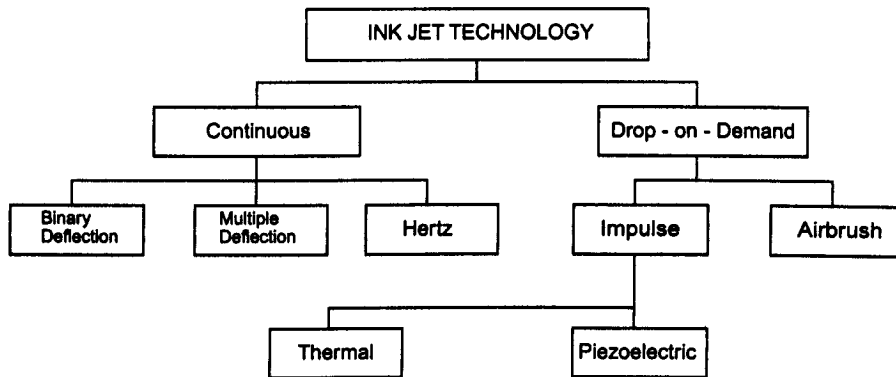 INK JET TECHNOLOGY
Continuous
Drop - on - Demand
Binary
Deflection
Multiple
Deflection
Hertz
Impulse
Airbrush
Thermal
Piezoelectric